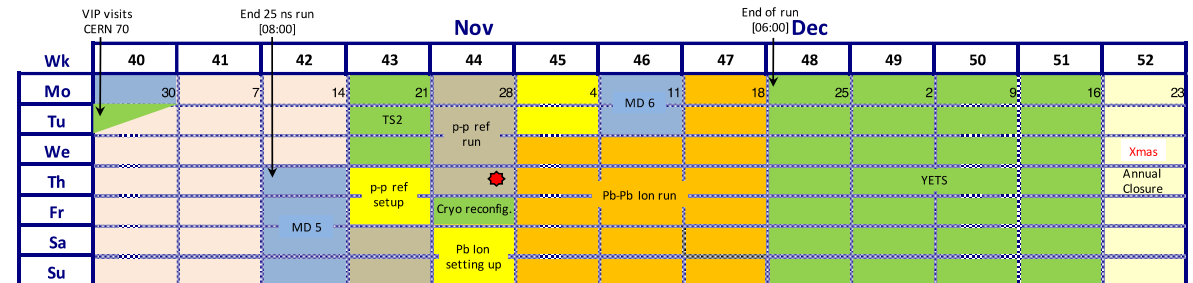 VIP visits
CERN 70
End 25 ns run
[08:00]
Nov
End of run
[06:00]
Dec
Wk 40 41 42 43 44 45 46 47 48 49 50 51 52
Mo 30 7 14 21 28 4 11 18 25 2 9 16 23
MD 6
Tu TS2
p-p ref
run
We Xmas
Th
p-p ref
setup
Pb-Pb Ion run
YETS
Annual
Closure
Fr Cryo reconfig.
MD 5
Sa
Pb Ion
setting up
Su